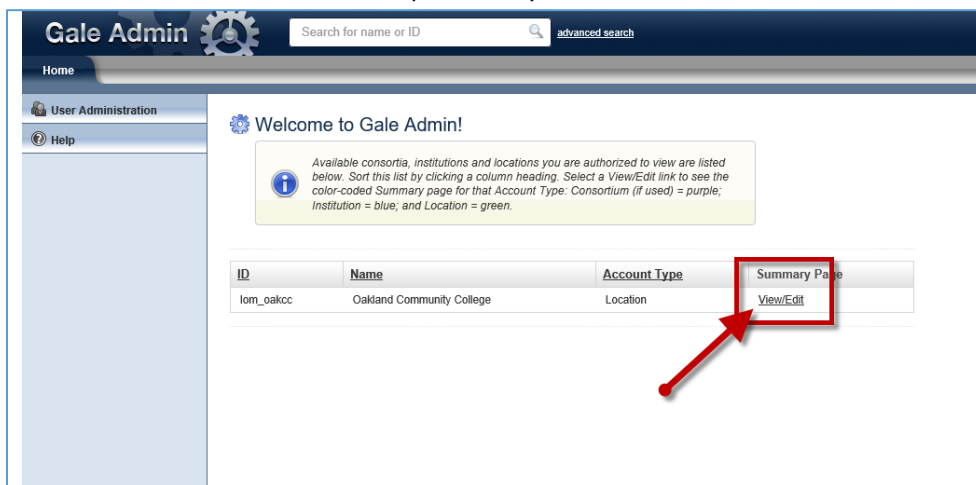 Gale Admin
Search for name or ID
advanced search
Home
User Administration
Help
Welcome to Gale Admin!
Available consortia, institutions and locations you are authorized to view are listed
below. Sort this list by clicking a column heading. Select a View/Edit link to see the
color-coded Summary page for that Account Type: Consortium (if used) = purple;
Institution = blue; and Location = green.
ID Name Account Type Summary Page
lom_oakcc Oakland Community College Location View/Edit